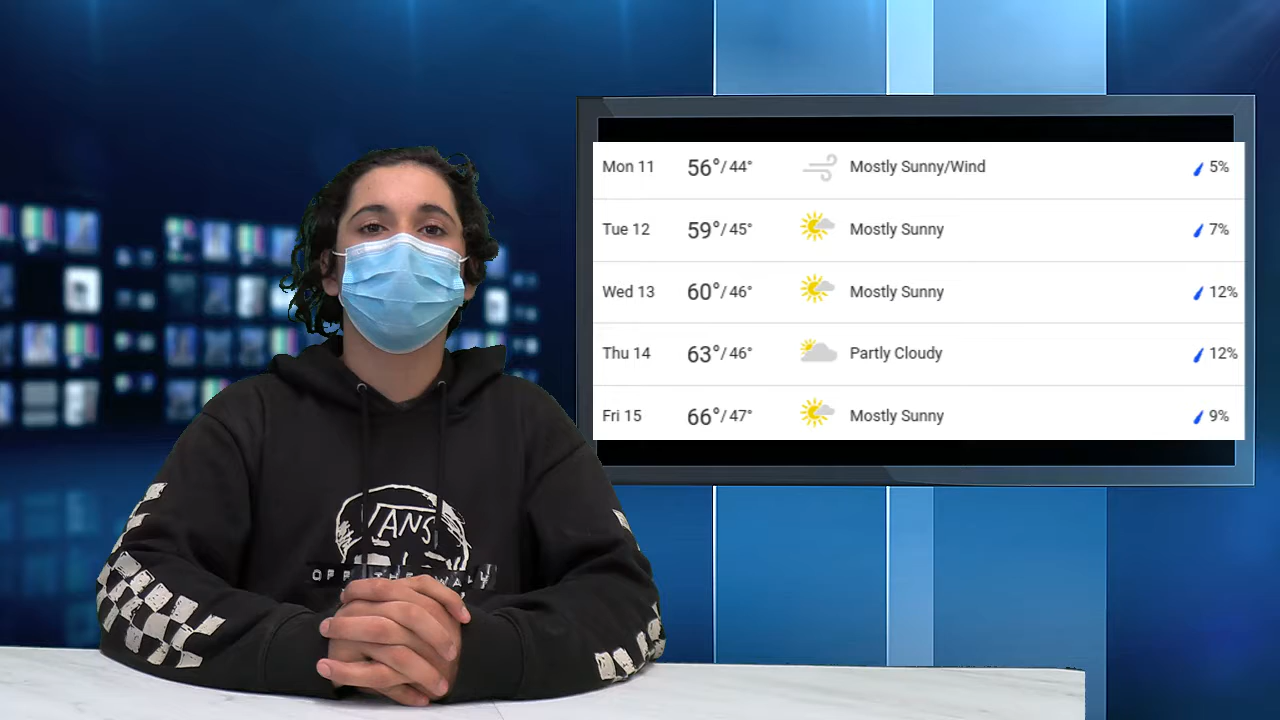 Mon 11 56°/44° Mostly Sunny/Wind 5%
Tue 12 59°/45° Mostly Sunny 7%
Wed 13 60°/46° Mostly Sunny 12%
Thu 14 63°/46° Partly Cloudy 12%
Fri 15 66°/47° Mostly Sunny 9%
VANS
OFF THE WALL